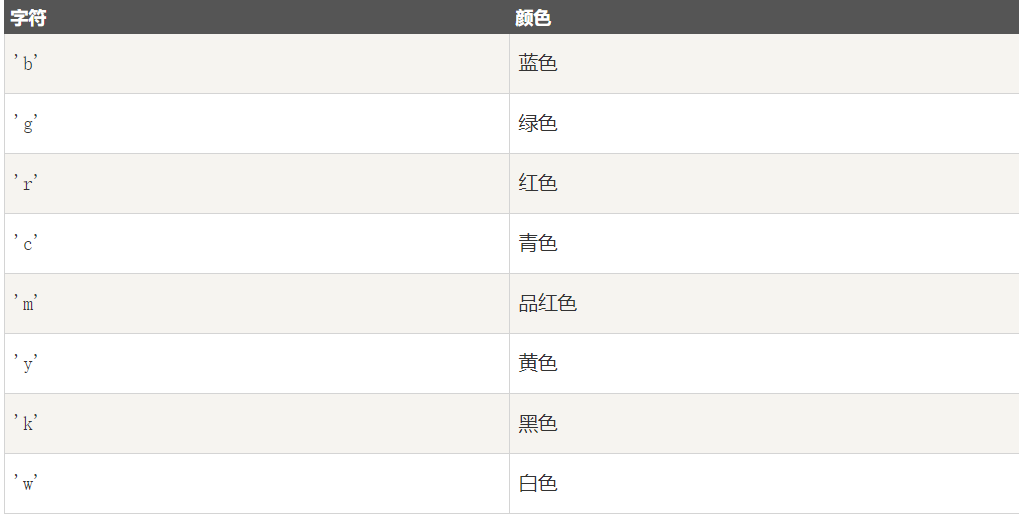 字符 颜色
'b' 蓝色
'g' 绿色
'r' 红色
'c' 青色
'm' 品红色
'y' 黄色
'k' 黑色
'w' 白色